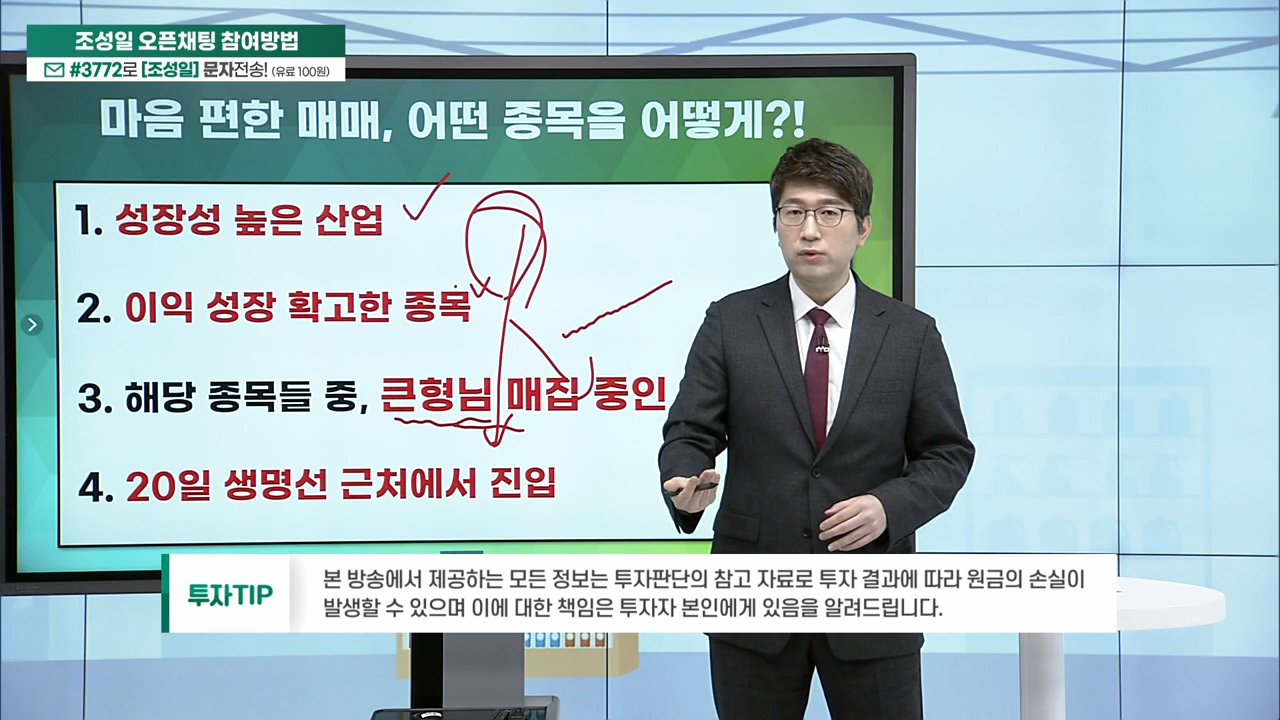 조성일 오픈채팅 참여방법
#3772로 [조성일] 문자전송! (유료 100원)
마음 편한 매매, 어떤 종목을 어떻게?!
1. 성장성 높은 산업
2. 이익 성장 확고한 종목
3. 해당 종목들 중, 큰형님 매집 중인
4. 20일 생명선 근처에서 진입
투자TIP
본 방송에서 제공하는 모든 정보는 투자판단의 참고 자료로 투자 결과에 따라 원금의 손실이
발생할 수 있으며 이에 대한 책임은 투자자 본인에게 있음을 알려드립니다.